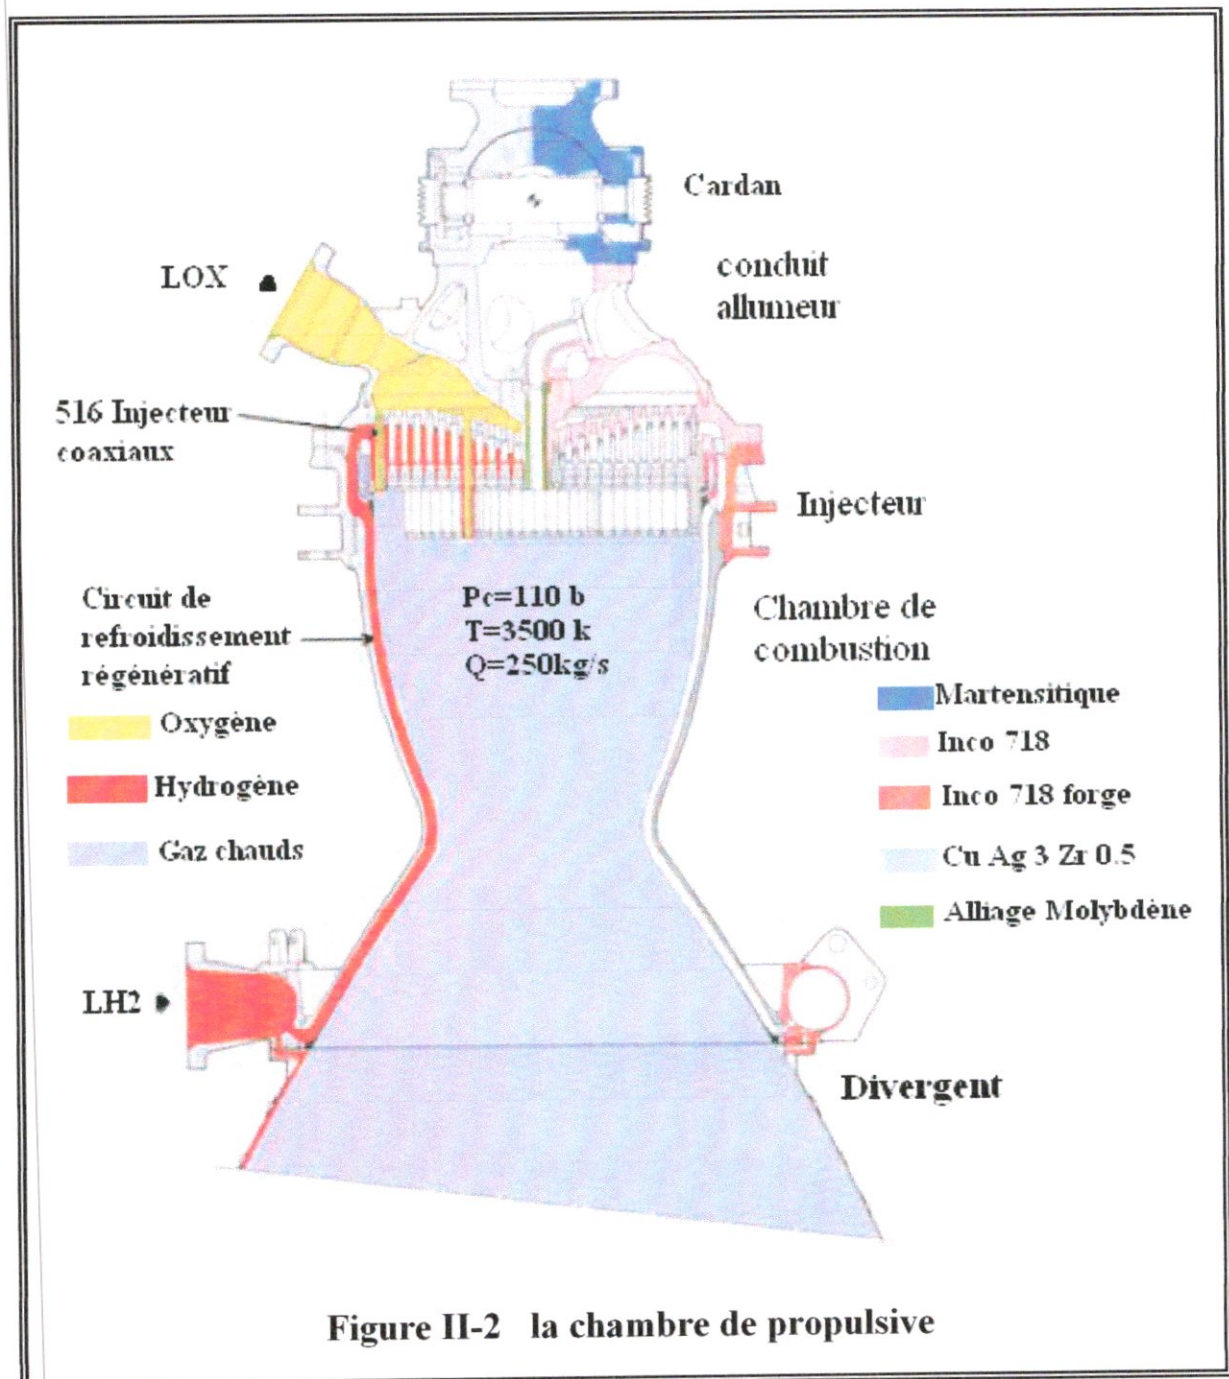 Cardan
LOX
conduit
allumeur
516 Injecteur
coaxiaux
Injecteur
Circuit de
refroidissement
régénératif
Pc=110 b
T=3500 k
Q=250kg/s
Chambre de
combustion
Oxygène
Hydrogène
Gaz chauds
Martensitique
Inco 718
Inco 718 forge
Cu Ag 3 Zr 0.5
Alliage Molybdène
LH2
Divergent
Figure II-2 la chambre de propulsive